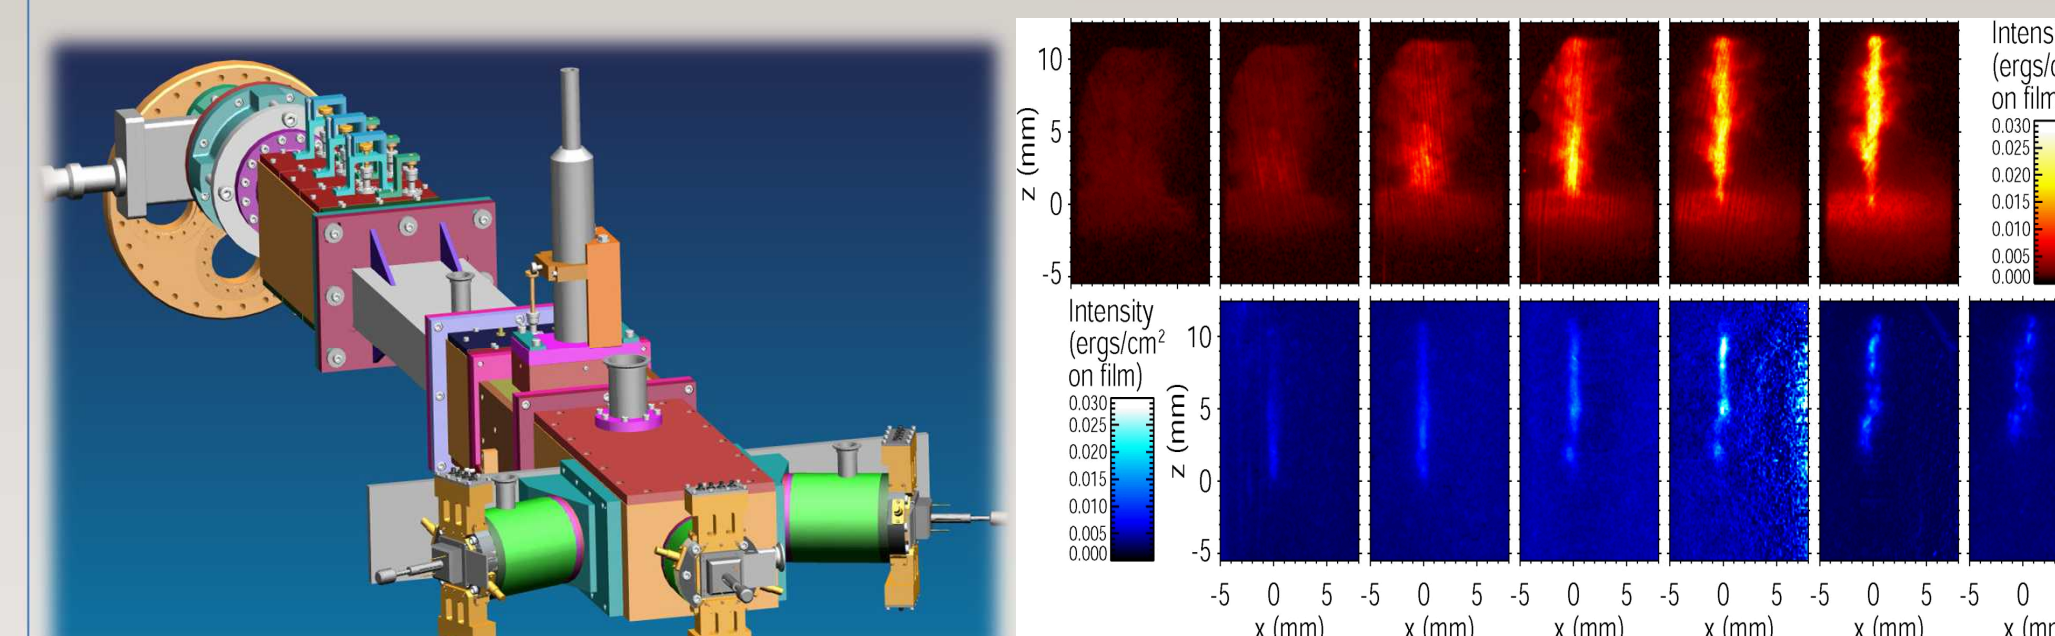 10
5
0
-5
z (mm)
Intens
(ergs/c
on film
0.030
0.025
0.020
0.015
0.010
0.005
0.000
Intensity
(ergs/cm²
on film)
0.030
0.025
0.020
0.015
0.010
0.005
0.000
10
5
0
-5
z (mm)
-5 0 5 -5 0 5 -5 0 5 -5 0 5 -5 0 5 -5 0
x (mm) x (mm) x (mm) x (mm) x (mm) x (m